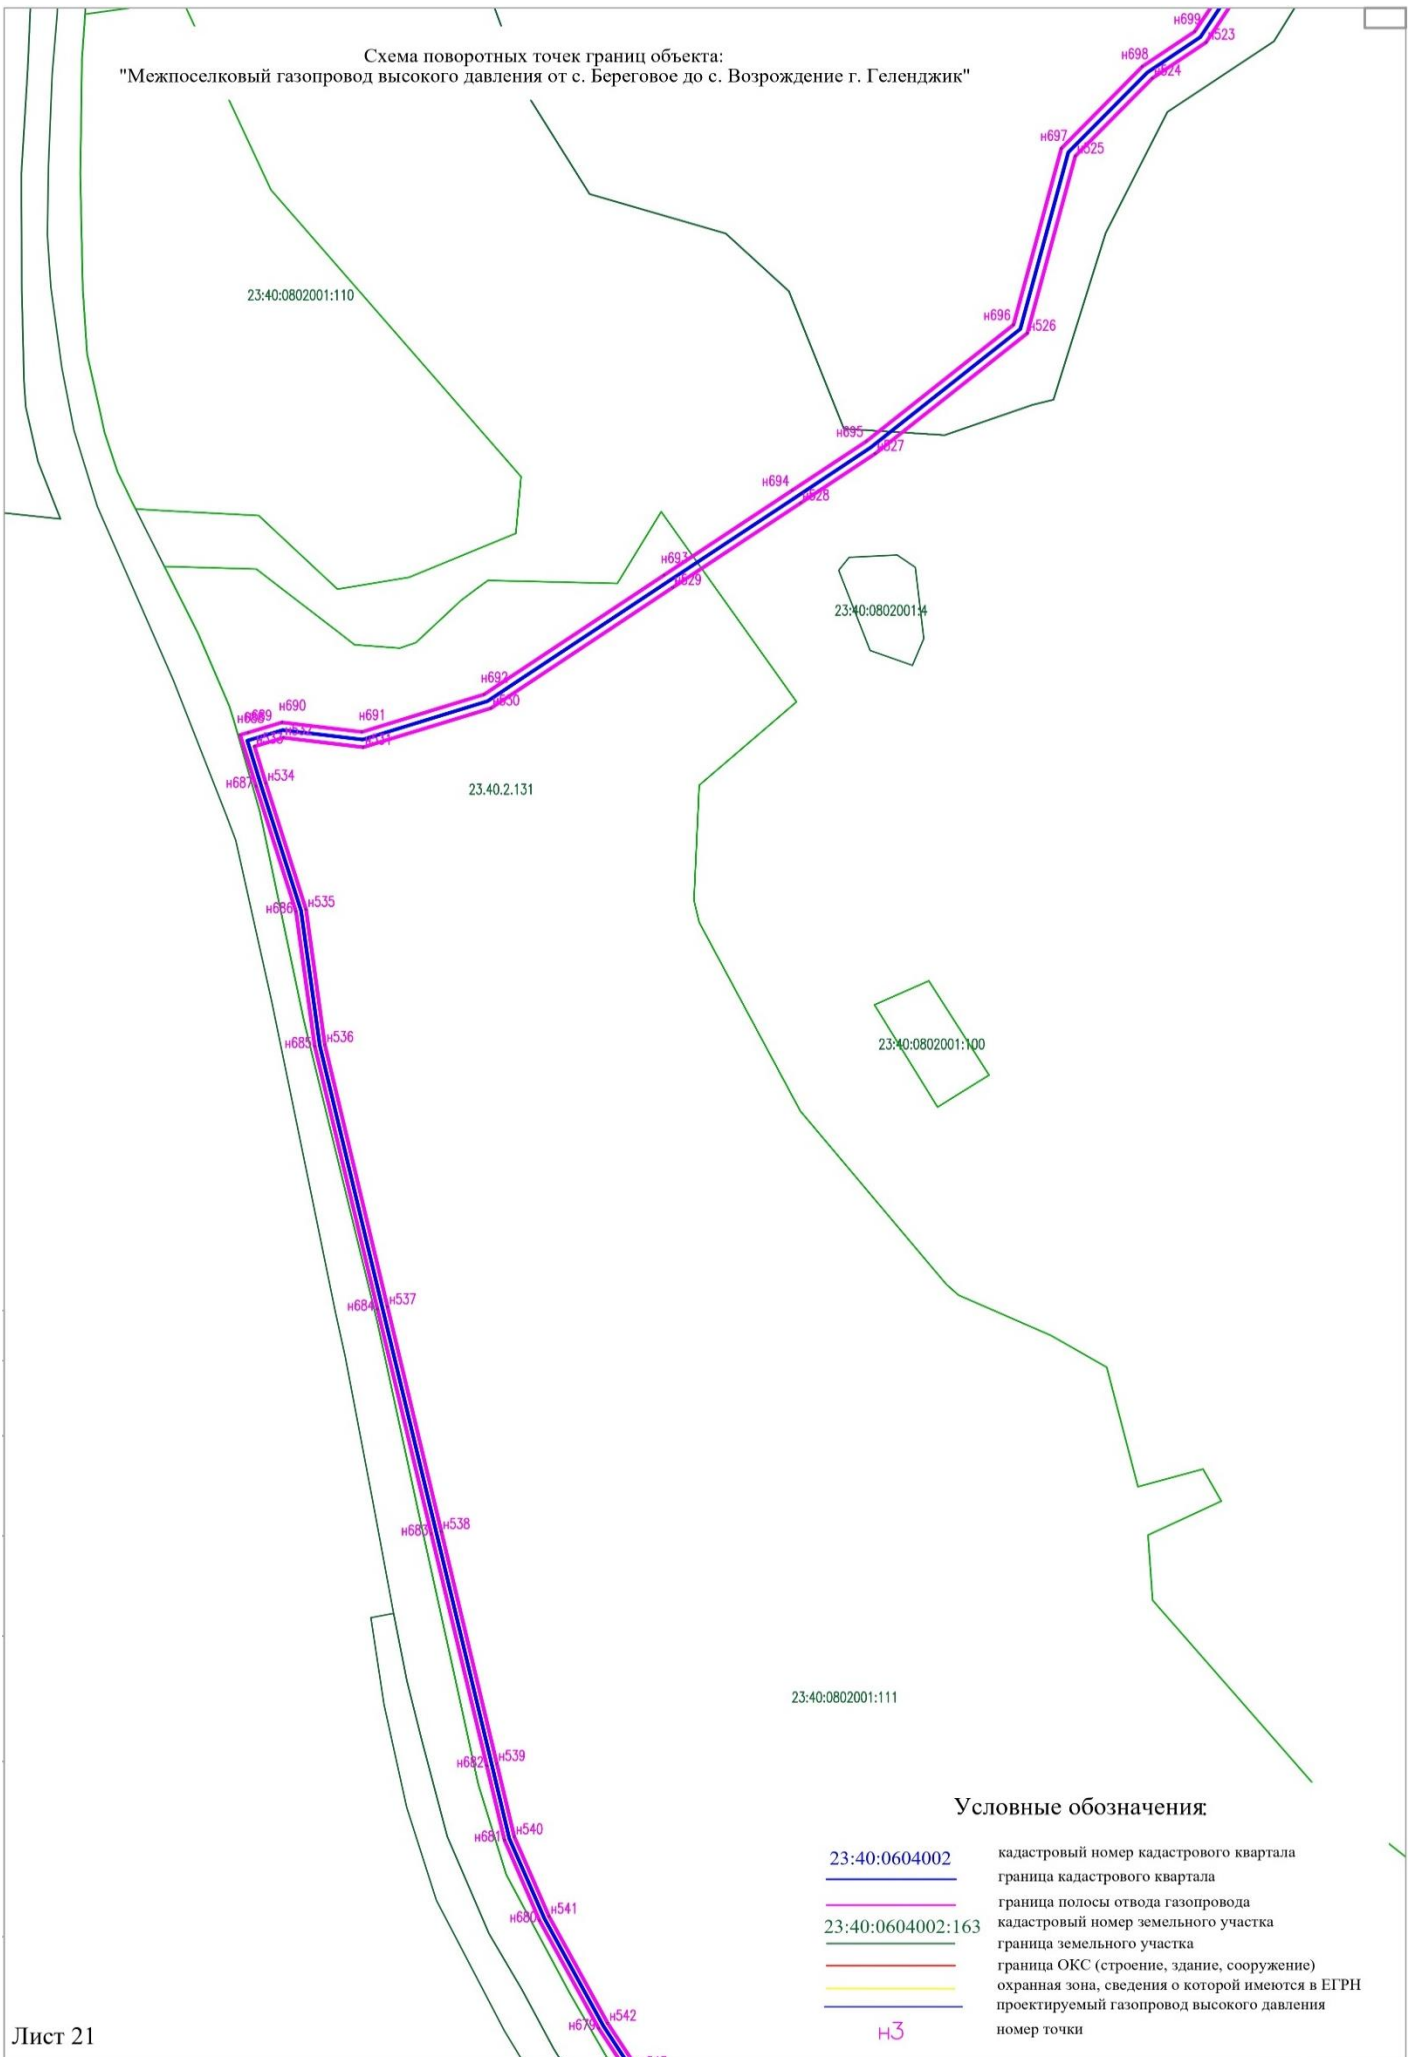 Схема поворотных точек границ объекта:
"Межпоселковый газопровод высокого давления от с. Береговое до с. Возрождение г. Геленджик"
н699
н523
н698
н524
н697
н525
23:40:0802001:110
н696
н526
н695
н527
н694
н528
н693
н529
23:40:0802001:4
н692
н530
н690
н689
н691
н531
н532
н533
н534
н687
23.40.2.131
н535
н686
н536
н685
23:40:0802001:100
н537
н684
н538
н683
23:40:0802001:111
н539
н682
н540
н681
н541
н680
н542
н679
Условные обозначения:
23:40:0604002 кадастровый номер кадастрового квартала
граница кадастрового квартала
граница полосы отвода газопровода
23:40:0604002:163 кадастровый номер земельного участка
граница земельного участка
граница ОКС (строение, здание, сооружение)
охранная зона, сведения о которой имеются в ЕГРН
проектируемый газопровод высокого давления
н3 номер точки
Лист 21